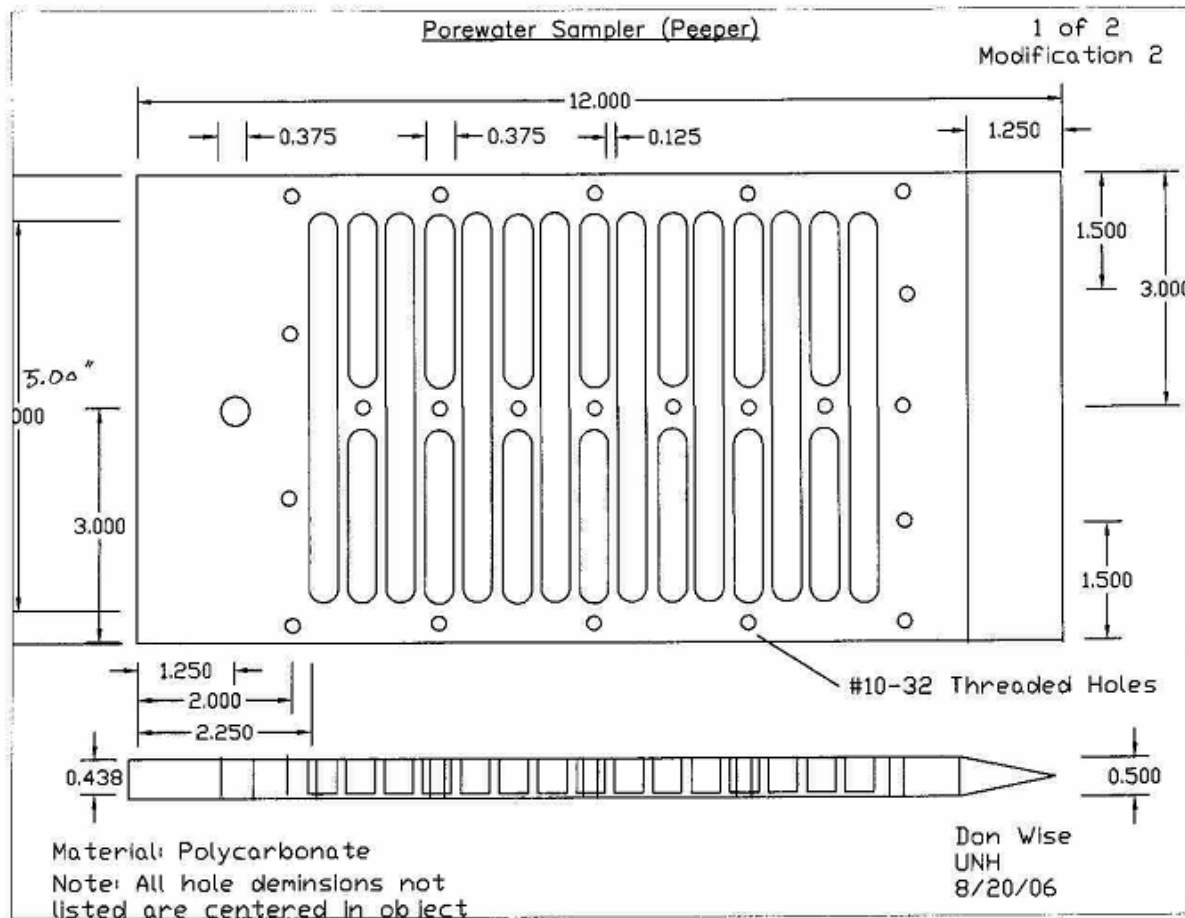 Porewater Sampler (Peeper)
1 of 2
Modification 2
12.000
0.375
0.375
0.125
1.250
1.500
3.000
5.00"
000
3.000
1.500
1.250
#10-32 Threaded Holes
2.000
2.250
0.438
0.500
Material: Polycarbonate
Note: All hole deminsions not
listed are centered in object
Don Wise
UNH
8/20/06